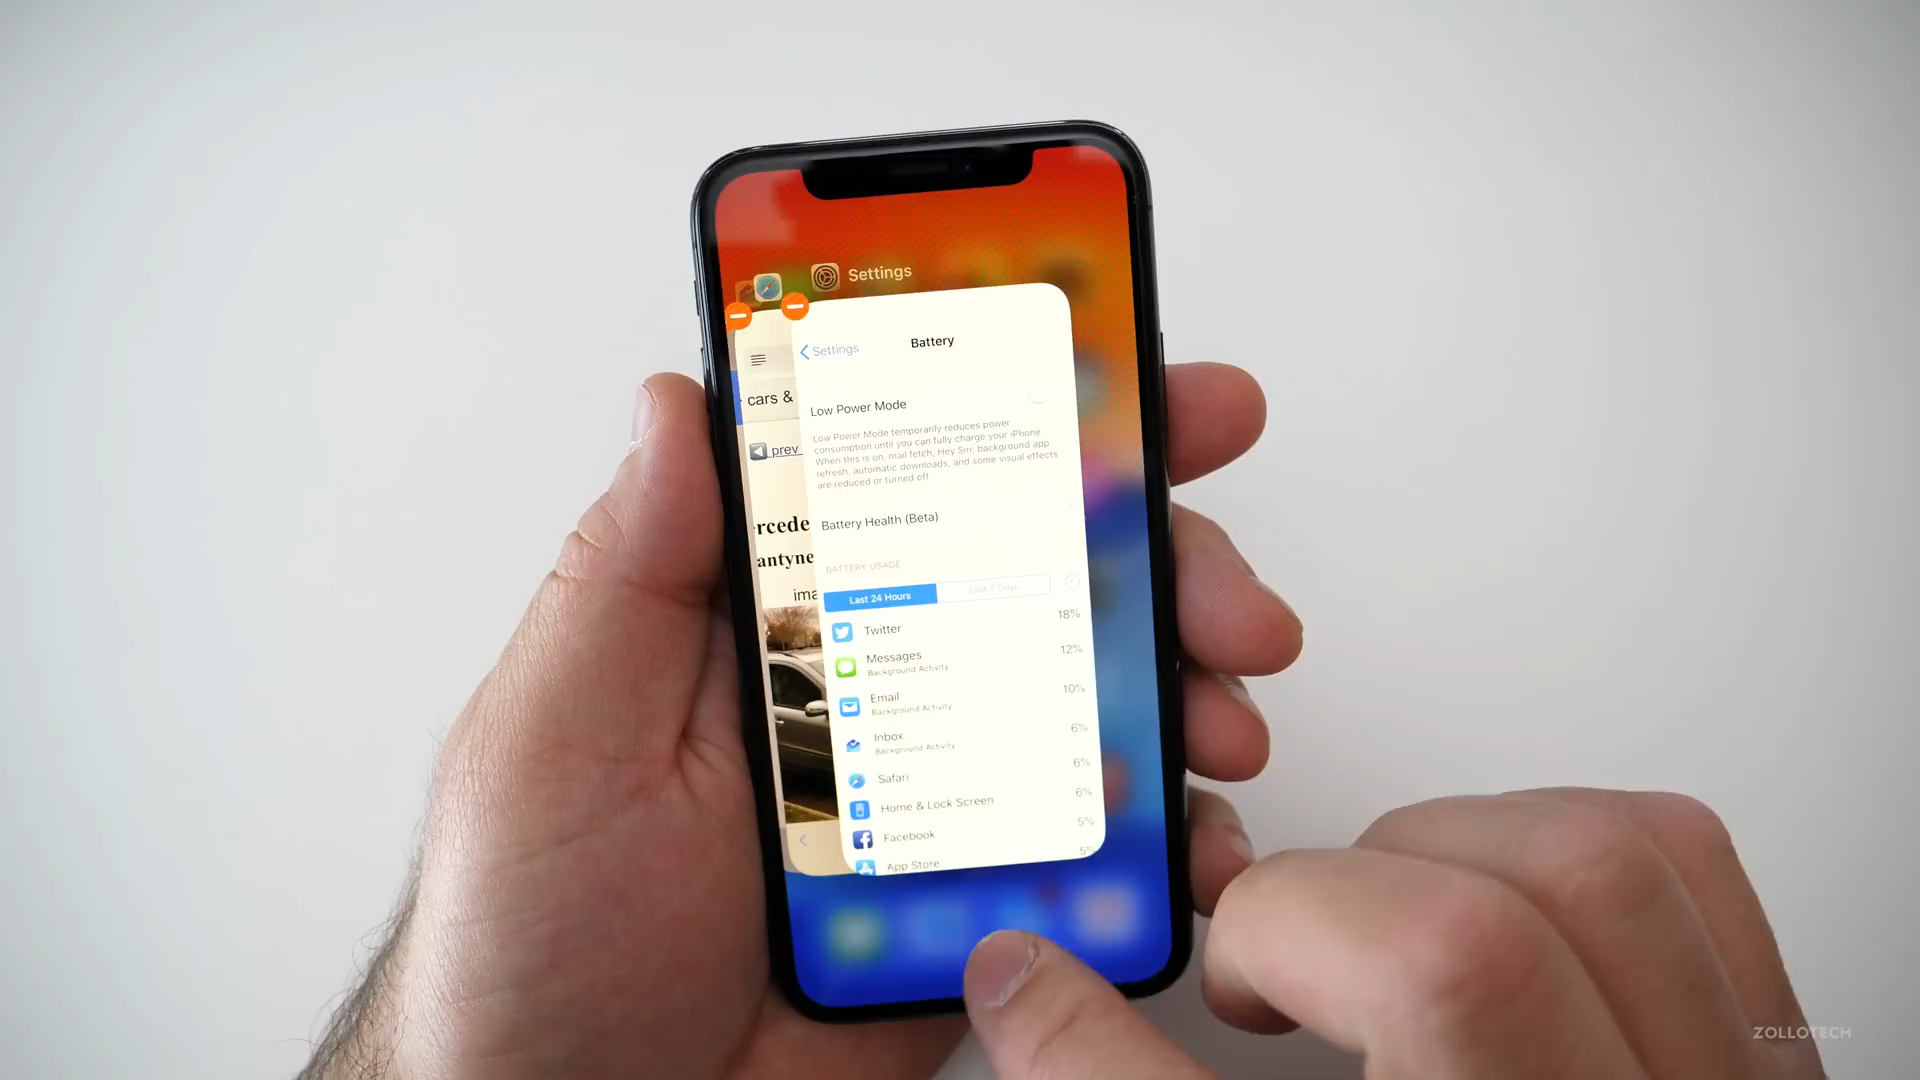 Settings
Settings
Battery
cars &
prev
Low Power Mode
Low Power Mode temporarily reduces power
consumption until you can fully charge your iPhone.
When this is on, mail fetch, Hey Siri, background app
refresh, automatic downloads, and some visual effects
are reduced or turned off
rcede
antyne
ima
Battery Health (Beta)
BATTERY USAGE
Last 24 Hours
Last 7 Days
Twitter
18%
Messages
Background Activity
12%
Email
Background Activity
10%
Inbox
Background Activity
6%
Safari
6%
Home & Lock Screen
6%
Facebook
5%
App Store
5%
ZOLLOTECH